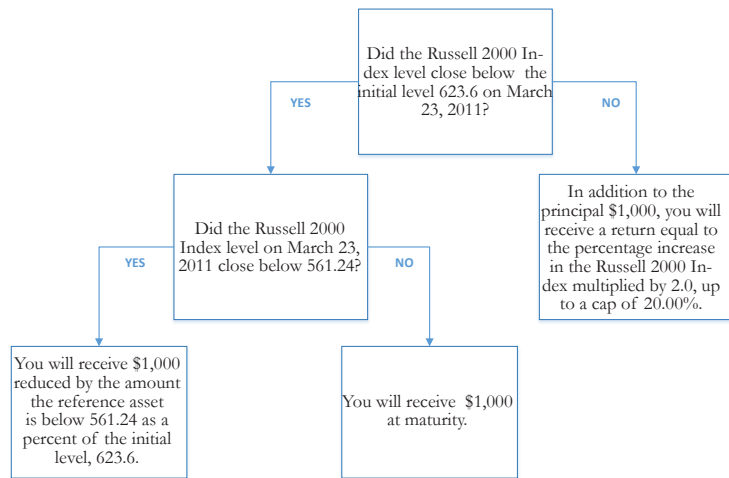 Did the Russell 2000 In-
dex level close below the
initial level 623.6 on March
23, 2011?
YES
NO
Did the Russell 2000
Index level on March 23,
2011 close below 561.24?
In addition to the
principal $1,000, you will
receive a return equal to
the percentage increase
in the Russell 2000 In-
dex multiplied by 2.0, up
to a cap of 20.00%.
YES
NO
You will receive $1,000
reduced by the amount
the reference asset
is below 561.24 as a
percent of the initial
level, 623.6.
You will receive $1,000
at maturity.